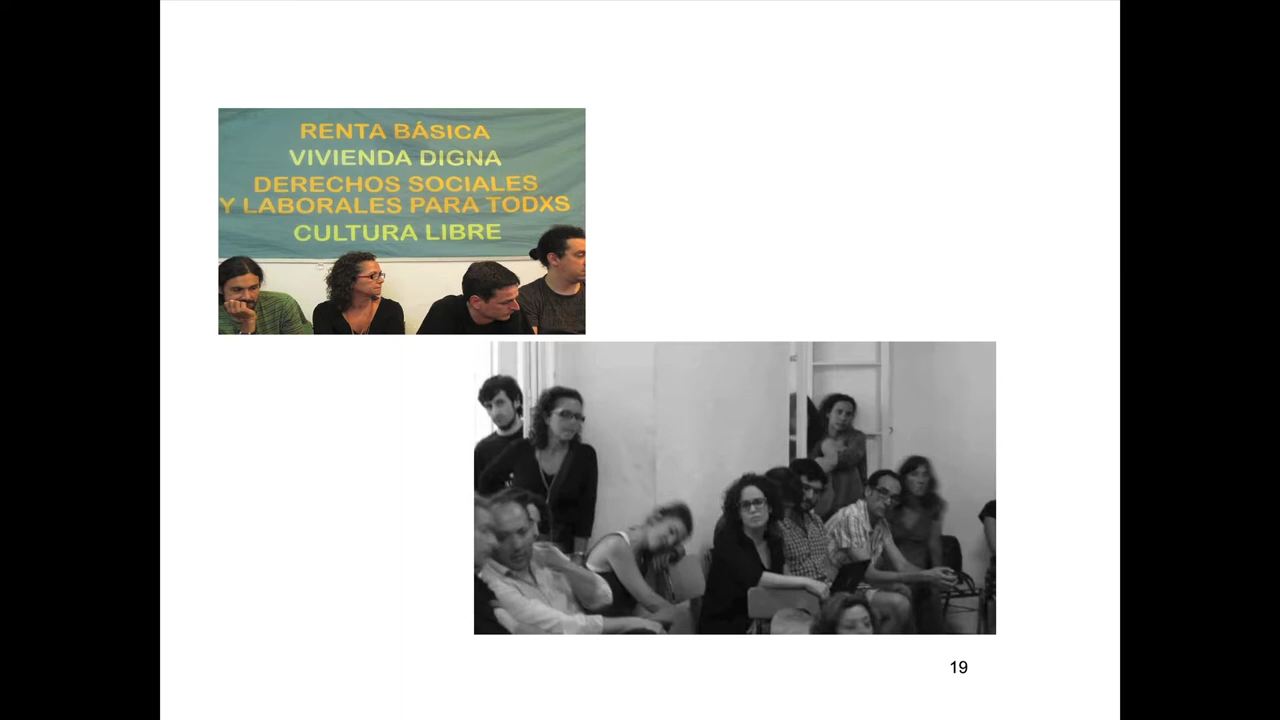 RENTA BÁSICA
VIVIENDA DIGNA
DERECHOS SOCIALES
Y LABORALES PARA TODXS
CULTURA LIBRE
19